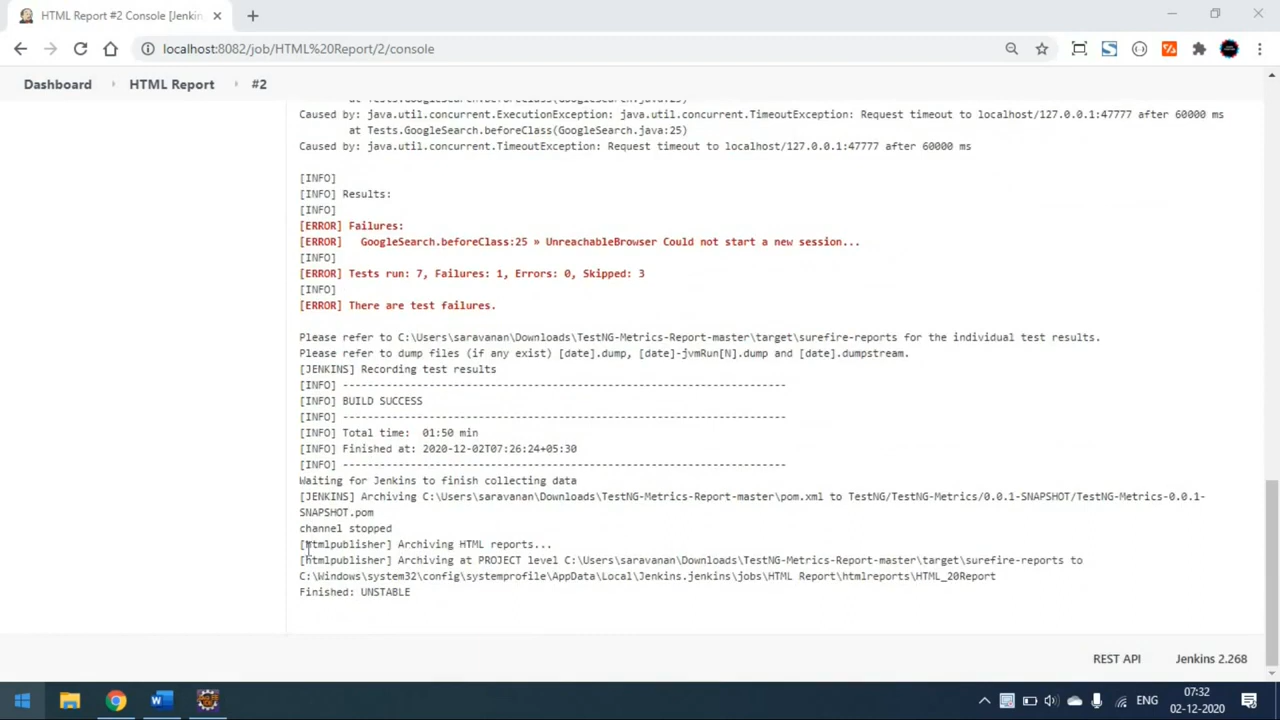 HTML Report #2 Console [Jenkin
localhost:8082/job/HTML%20Report/2/console
Dashboard
HTML Report
#2
at Tests.GoogleSearch.beforeClass(GoogleSearch.java:25)
Caused by: java.util.concurrent.ExecutionException: java.util.concurrent.TimeoutException: Request timeout to localhost/127.0.0.1:47777 after 60000 ms
at Tests.GoogleSearch.beforeClass(GoogleSearch.java:25)
Caused by: java.util.concurrent.TimeoutException: Request timeout to localhost/127.0.0.1:47777 after 60000 ms
[INFO]
[INFO] Results:
[INFO]
[ERROR] Failures:
[ERROR] GoogleSearch.beforeClass:25 » UnreachableBrowser Could not start a new session...
[INFO]
[ERROR] Tests run: 7, Failures: 1, Errors: 0, Skipped: 3
[INFO]
[ERROR] There are test failures.
Please refer to C:\Users\saravanan\Downloads\TestNG-Metrics-Report-master\target\surefire-reports for the individual test results.
Please refer to dump files (if any exist) [date].dump, [date]-jvmRun[N].dump and [date].dumpstream.
[JENKINS] Recording test results
[INFO] ------------------------------------------------------------------------
[INFO] BUILD SUCCESS
[INFO] ------------------------------------------------------------------------
[INFO] Total time: 01:50 min
[INFO] Finished at: 2020-12-02T07:26:24+05:30
[INFO] ------------------------------------------------------------------------
Waiting for Jenkins to finish collecting data
[JENKINS] Archiving C:\Users\saravanan\Downloads\TestNG-Metrics-Report-master\pom.xml to TestNG/TestNG-Metrics/0.0.1-SNAPSHOT/TestNG-Metrics-0.0.1-
SNAPSHOT.pom
channel stopped
[htmlpublisher] Archiving HTML reports...
[htmlpublisher] Archiving at PROJECT level C:\Users\saravanan\Downloads\TestNG-Metrics-Report-master\target\surefire-reports to
C:\Windows\system32\config\systemprofile\AppData\Local\Jenkins.jenkins\jobs\HTML Report\htmlreports\HTML_20Report
Finished: UNSTABLE
REST API
Jenkins 2.268
ENG
07:32
02-12-2020